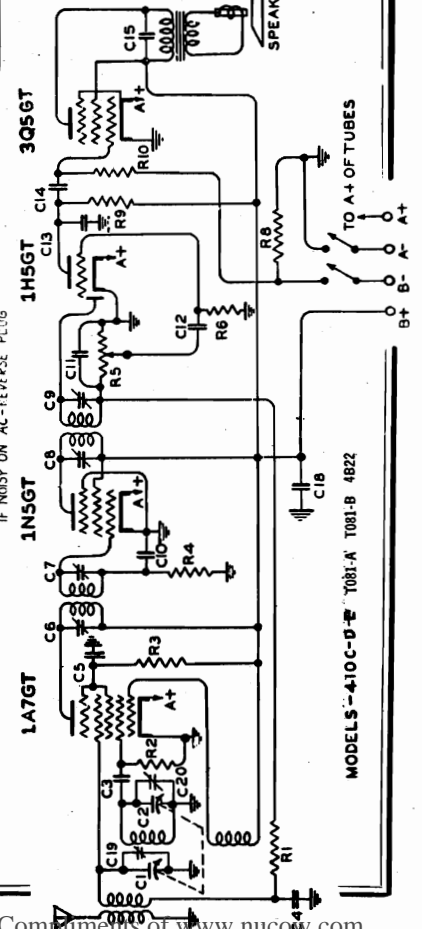 1A7GT
1N5GT
1H5GT
3Q5GT
IF NOISY ON AC-REVERSE PLUG
C19
C1
C3
C2
C20
R2
A+
C5
R3
C6
C7
C10
R4
A+
C8
C9
C11
R5
A+
C12
R6
C13
C14
R9
R10
A+
C15
SPEAK
R1
4
C18
R8
TO A+ OF TUBES
B+
B-
A-
A+
MODELS-410C-D-E T081-A T081-B 4B22
Compliments of www.nucow.com